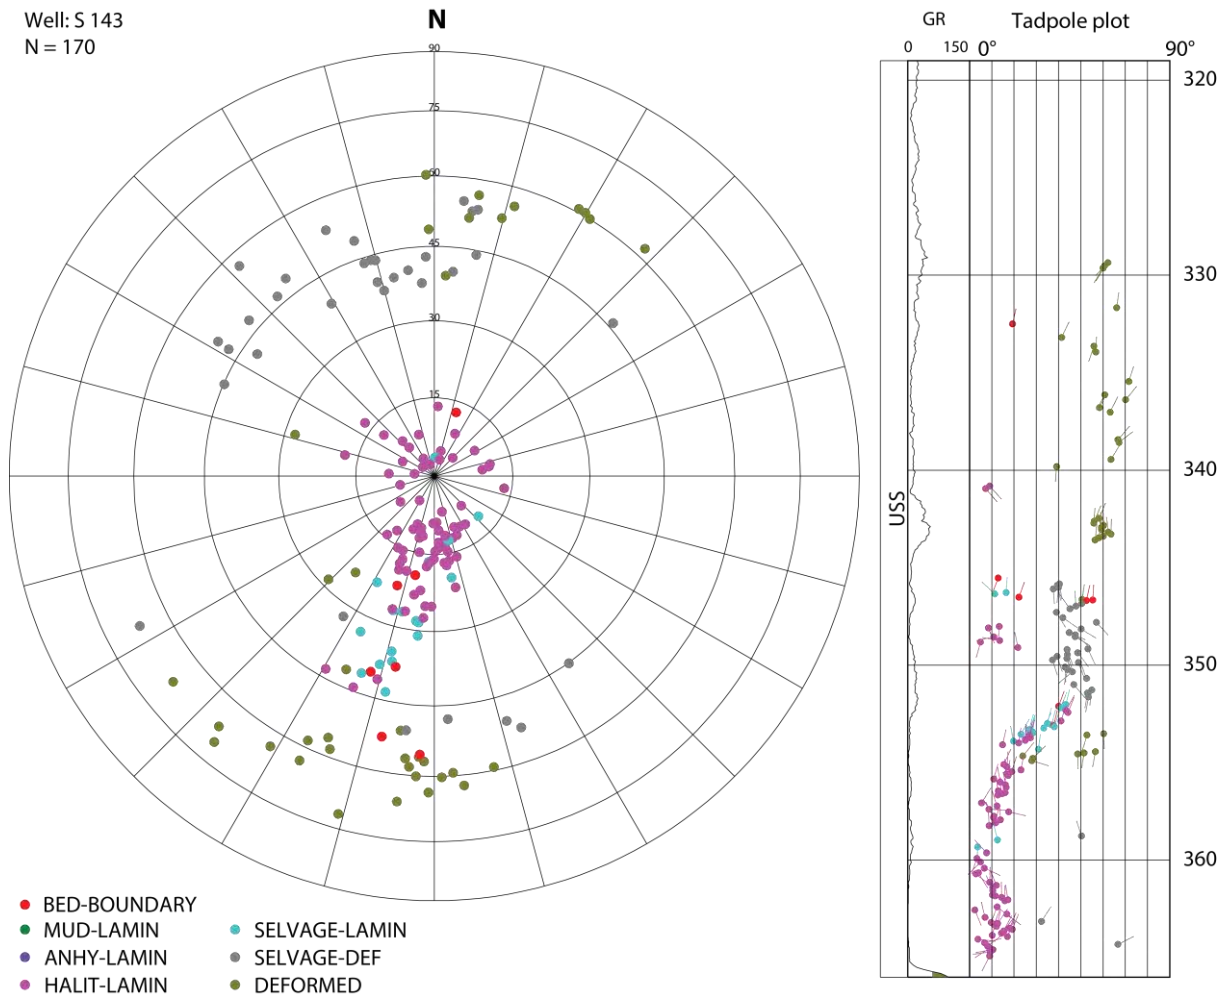 Well: S 143
N = 170
N
90
75
60
45
30
15
BED-BOUNDARY
MUD-LAMIN
ANHY-LAMIN
HALIT-LAMIN
SELVAGE-LAMIN
SELVAGE-DEF
DEFORMED
GR
Tadpole plot
0 150 0° 90°
320
330
340
350
360
USS